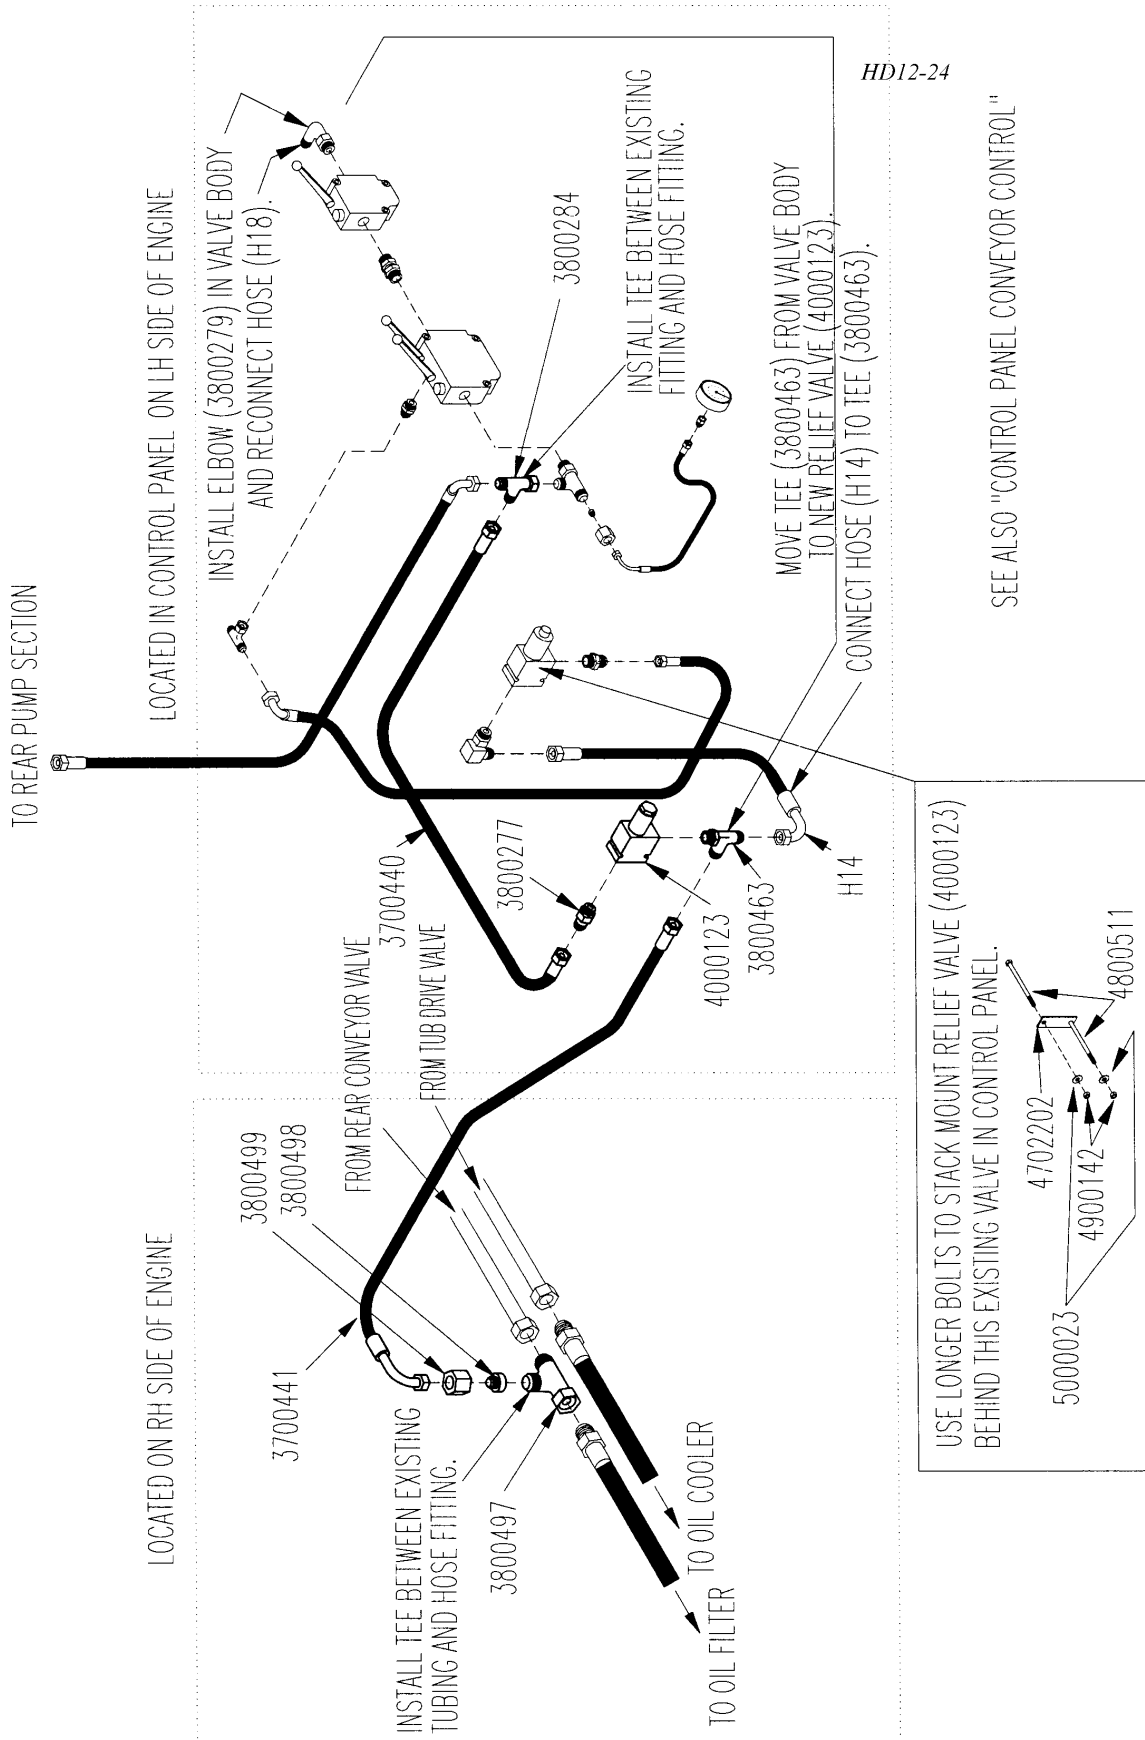 HD12-24
TO REAR PUMP SECTION
LOCATED IN CONTROL PANEL ON LH SIDE OF ENGINE
INSTALL ELBOW (3800279) IN VALVE BODY
AND RECONNECT HOSE (H18).
3800284
INSTALL TEE BETWEEN EXISTING
FITTING AND HOSE FITTING.
MOVE TEE (3800463) FROM VALVE BODY
TO NEW RELIEF VALVE (4000123).
CONNECT HOSE (H14) TO TEE (3800463).
SEE ALSO "CONTROL PANEL CONVEYOR CONTROL"
3700440
3800277
4000123
3800463
H14
LOCATED ON RH SIDE OF ENGINE
FROM REAR CONVEYOR VALVE
FROM TUB DRIVE VALVE
3800499
3800498
3700441
INSTALL TEE BETWEEN EXISTING
TUBING AND HOSE FITTING.
3800497
TO OIL COOLER
TO OIL FILTER
USE LONGER BOLTS TO STACK MOUNT RELIEF VALVE (4000123)
BEHIND THIS EXISTING VALVE IN CONTROL PANEL.
4702202
4800511
4900142
5000023